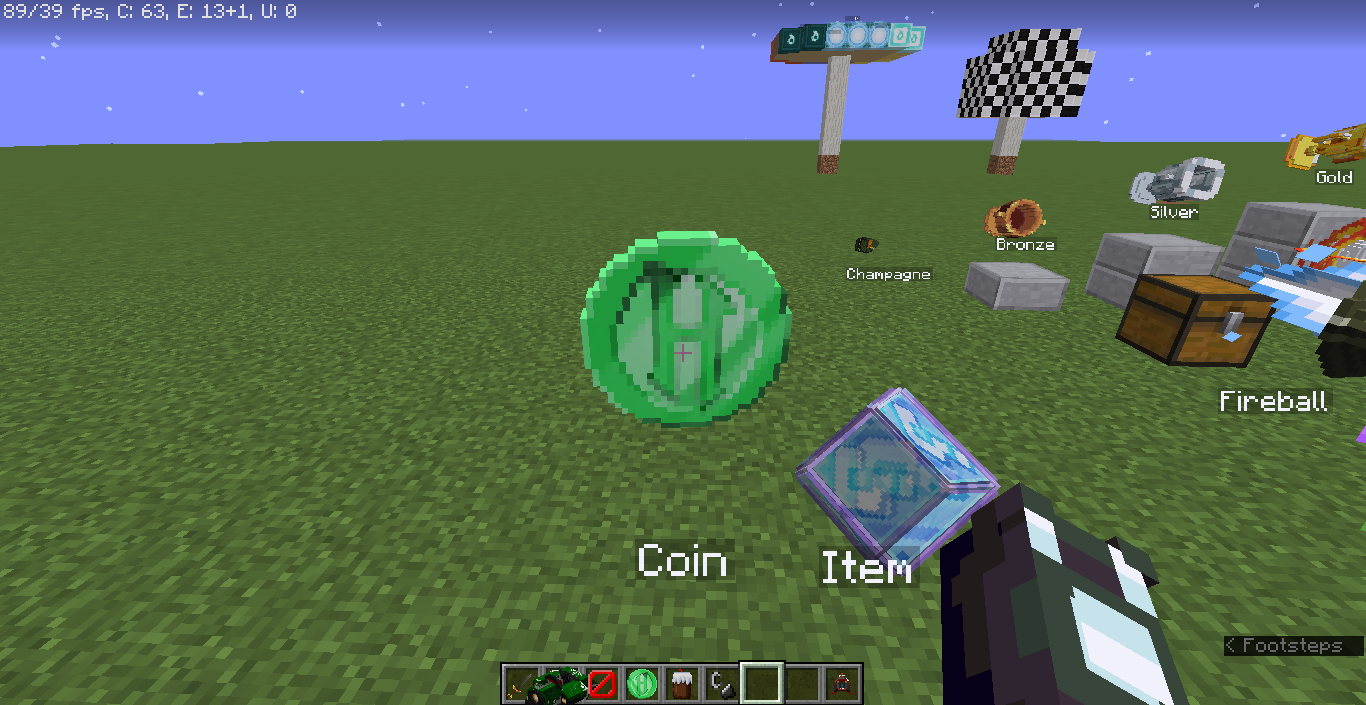 89/39 fps, C: 63, E: 13+1, U: 0
Gold
Silver
Bronze
Champagne
Fireball
Coin
Item
< Footsteps